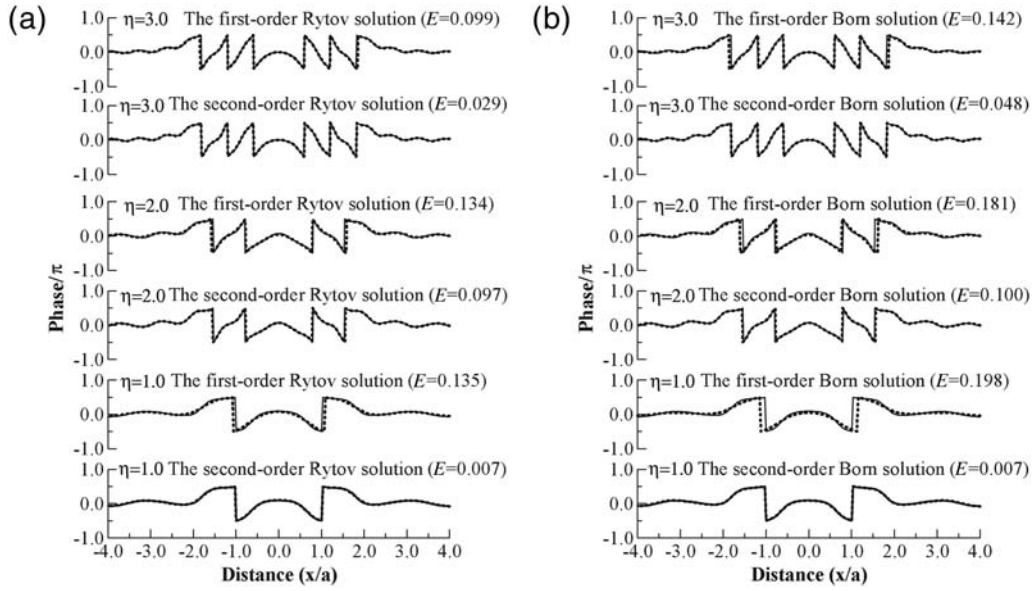 (a)
η=3.0 The first-order Rytov solution (E=0.099)
1.0
0.0
-1.0
η=3.0 The second-order Rytov solution (E=0.029)
1.0
0.0
-1.0
η=2.0 The first-order Rytov solution (E=0.134)
1.0
0.0
-1.0
η=2.0 The second-order Rytov solution (E=0.097)
1.0
0.0
-1.0
η=1.0 The first-order Rytov solution (E=0.135)
1.0
0.0
-1.0
η=1.0 The second-order Rytov solution (E=0.007)
1.0
0.0
-1.0
Phase/π
-4.0 -3.0 -2.0 -1.0 0.0 1.0 2.0 3.0 4.0
Distance (x/a)
(b)
η=3.0 The first-order Born solution (E=0.142)
1.0
0.0
-1.0
η=3.0 The second-order Born solution (E=0.048)
1.0
0.0
-1.0
η=2.0 The first-order Born solution (E=0.181)
1.0
0.0
-1.0
η=2.0 The second-order Born solution (E=0.100)
1.0
0.0
-1.0
η=1.0 The first-order Born solution (E=0.198)
1.0
0.0
-1.0
η=1.0 The second-order Born solution (E=0.007)
1.0
0.0
-1.0
Phase/π
-4.0 -3.0 -2.0 -1.0 0.0 1.0 2.0 3.0 4.0
Distance (x/a)